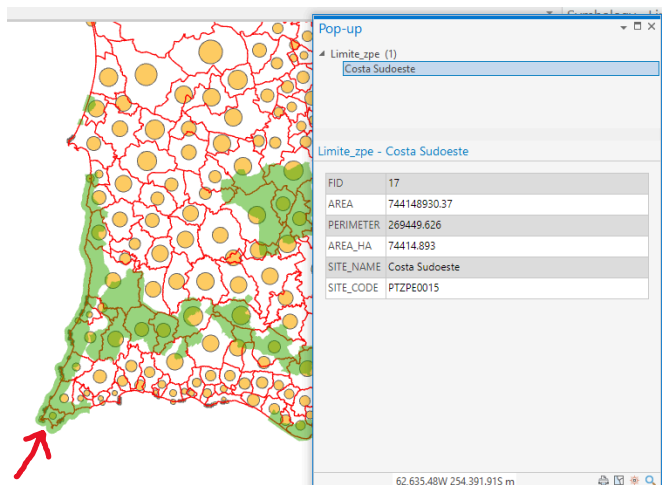 Pop-up
Limite_zpe (1)
Costa Sudoeste
Limite_zpe - Costa Sudoeste
FID 17
AREA 744148930.37
PERIMETER 269449.626
AREA_HA 74414.893
SITE_NAME Costa Sudoeste
SITE_CODE PTZPE0015
62.635,48W 254.391,91S m